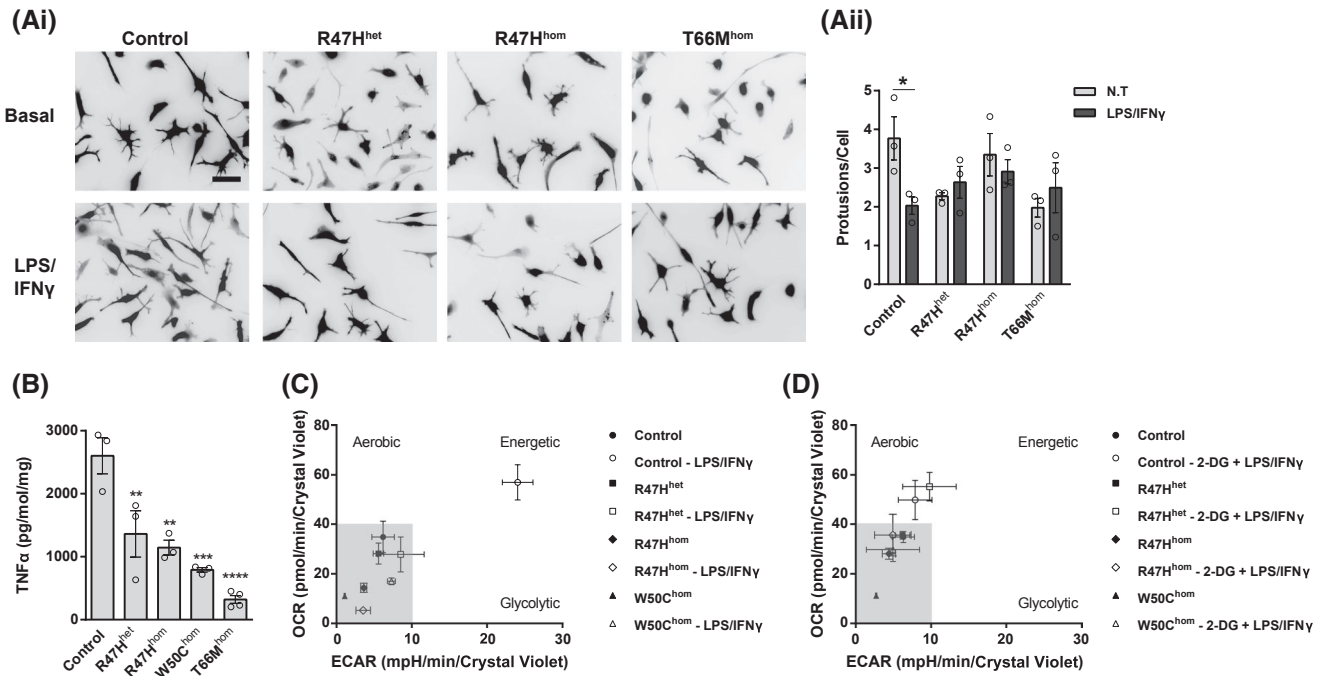 (Ai)
Control R47Hhet R47Hhom T66Mhom
Basal
LPS/
IFNγ
(Aii)
*
Protusions/Cell
5
4
3
2
1
0
Control R47Hhet R47Hhom T66Mhom
N.T
LPS/IFNγ
(B)
TNFα (pg/mol/mg)
3000
2000
1000
0
** ** *** ****
Control R47Hhet R47Hhom W50Chom T66Mhom
(C)
OCR (pmol/min/Crystal Violet)
80
60
40
20
0
Aerobic Energetic
Glycolytic
0 10 20 30
ECAR (mpH/min/Crystal Violet)
Control
Control - LPS/IFNγ
R47Hhet
R47Hhet - LPS/IFNγ
R47Hhom
R47Hhom - LPS/IFNγ
W50Chom
W50Chom - LPS/IFNγ
(D)
OCR (pmol/min/Crystal Violet)
80
60
40
20
0
Aerobic Energetic
Glycolytic
0 10 20 30
ECAR (mpH/min/Crystal Violet)
Control
Control - 2-DG + LPS/IFNγ
R47Hhet
R47Hhet - 2-DG + LPS/IFNγ
R47Hhom
R47Hhom - 2-DG + LPS/IFNγ
W50Chom
W50Chom - 2-DG + LPS/IFNγ